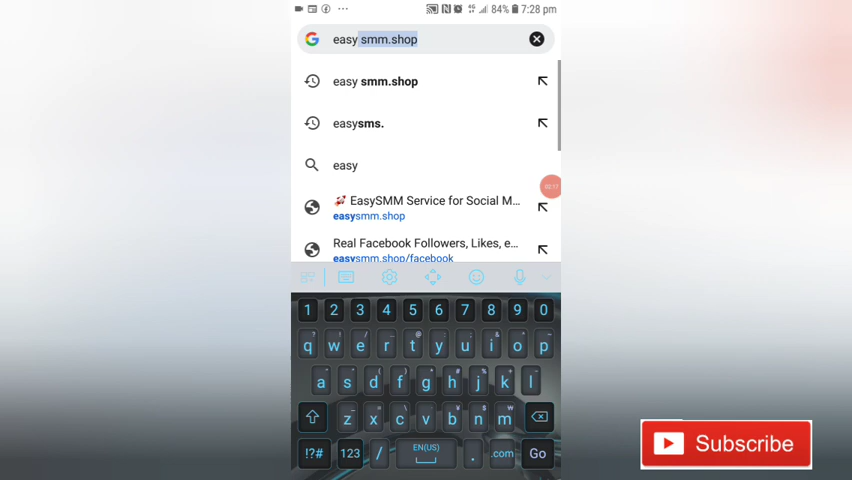 84% 7:28 pm
easy smm.shop
easy smm.shop
easysms.
easy
🚀 EasySMM Service for Social M...
easysmm.shop
Real Facebook Followers, Likes, e...
easysmm.shop/facebook
1 2 3 4 5 6 7 8 9 0
q w e r t y u i o p
a s d f g h j k l
z x c v b n m
!?# 123 / EN(US) . .com Go
Subscribe